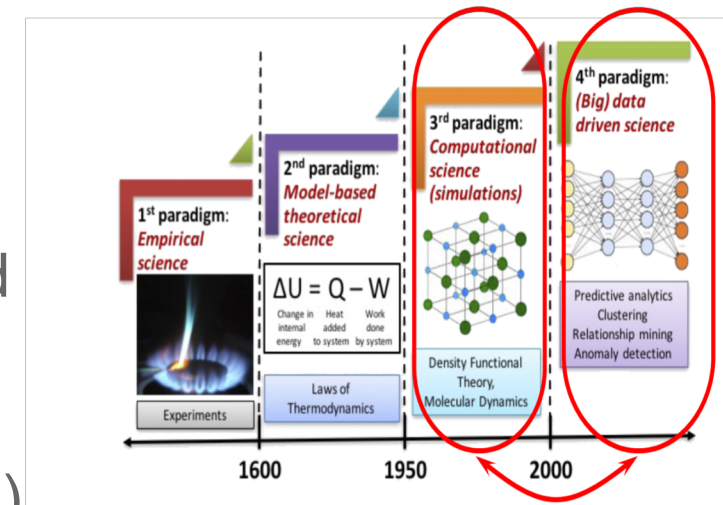 d
)
1st paradigm:
Empirical
science
Experiments
2nd paradigm:
Model-based
theoretical
science
ΔU = Q – W
Change in internal energy
Heat added to system
Work done by system
Laws of
Thermodynamics
3rd paradigm:
Computational
science
(simulations)
Density Functional
Theory,
Molecular Dynamics
4th paradigm:
(Big) data
driven science
Predictive analytics
Clustering
Relationship mining
Anomaly detection
1600
1950
2000